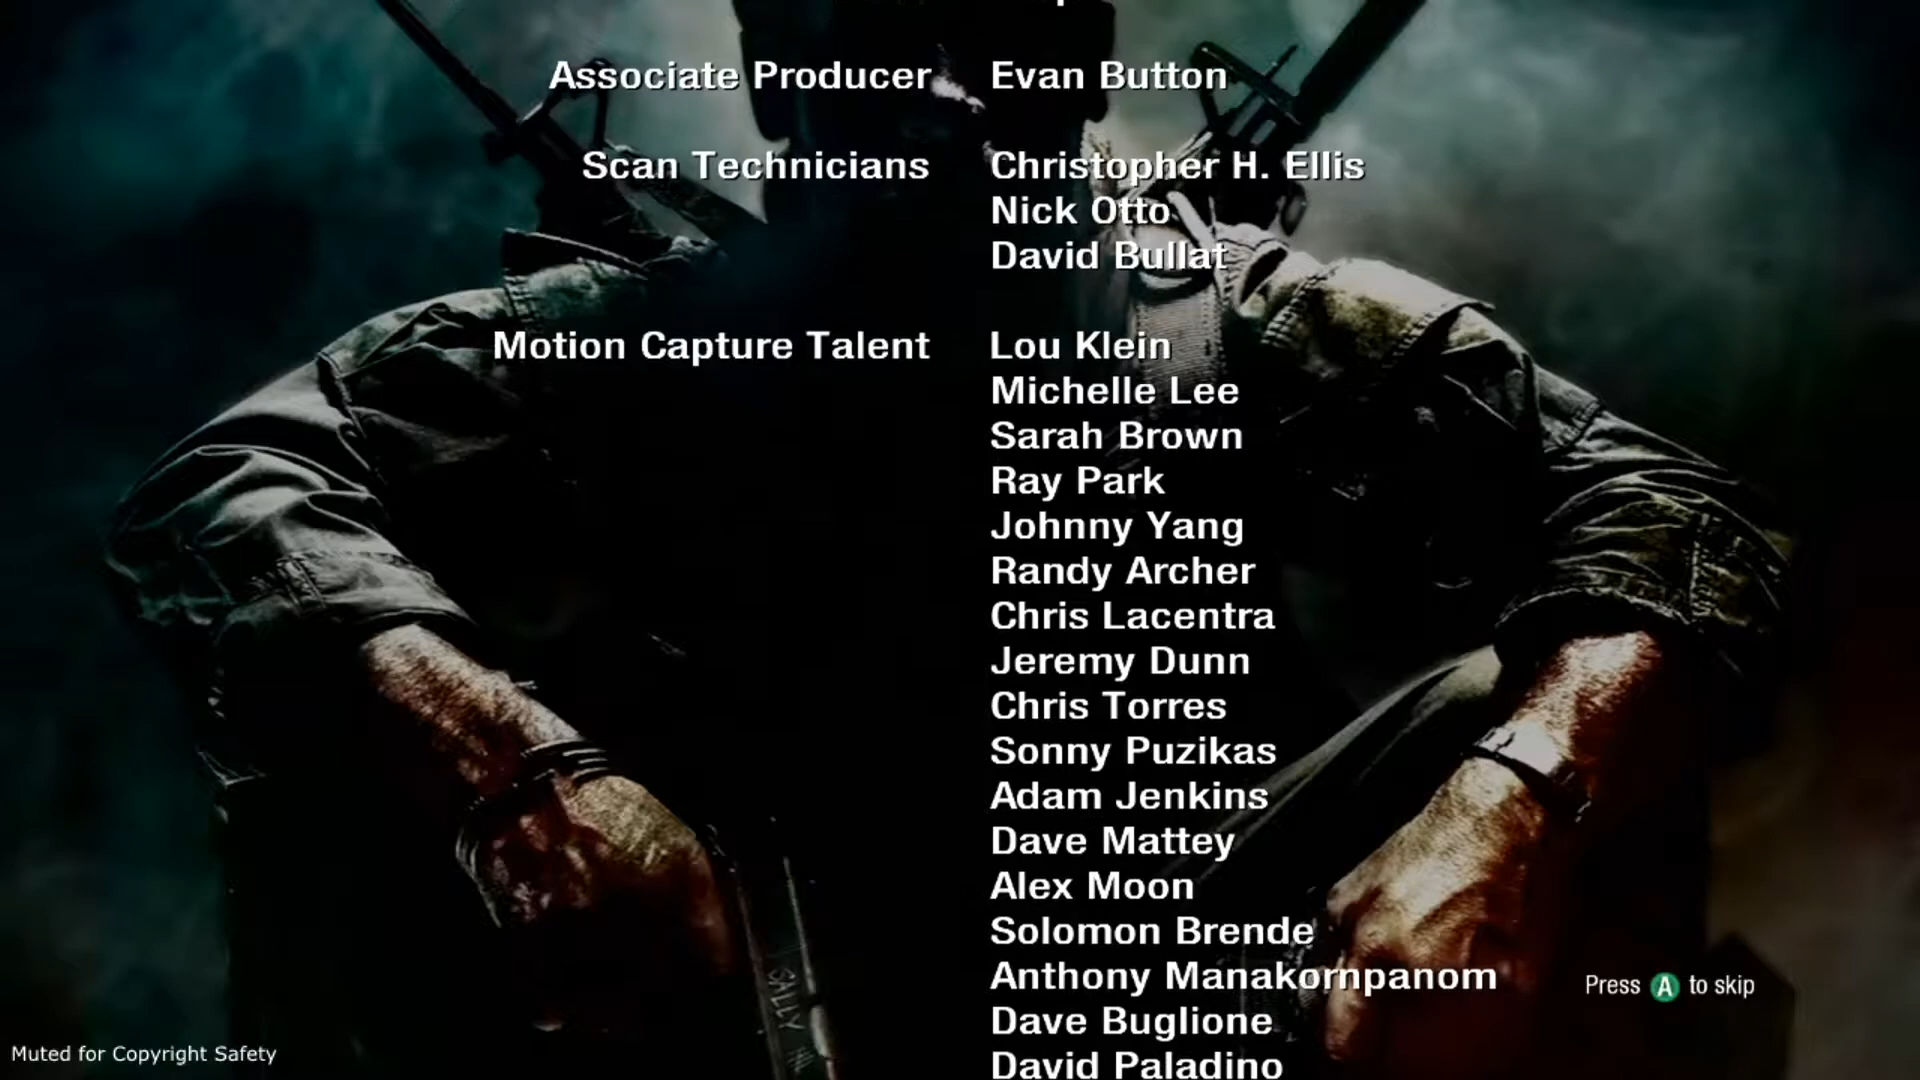 Associate Producer Evan Button
Scan Technicians Christopher H. Ellis
Nick Otto
David Bullat
Motion Capture Talent Lou Klein
Michelle Lee
Sarah Brown
Ray Park
Johnny Yang
Randy Archer
Chris Lacentra
Jeremy Dunn
Chris Torres
Sonny Puzikas
Adam Jenkins
Dave Mattey
Alex Moon
Solomon Brende
Anthony Manakornpanom
Press A to skip
Dave Buglione
Muted for Copyright Safety
David Paladino
SALLY